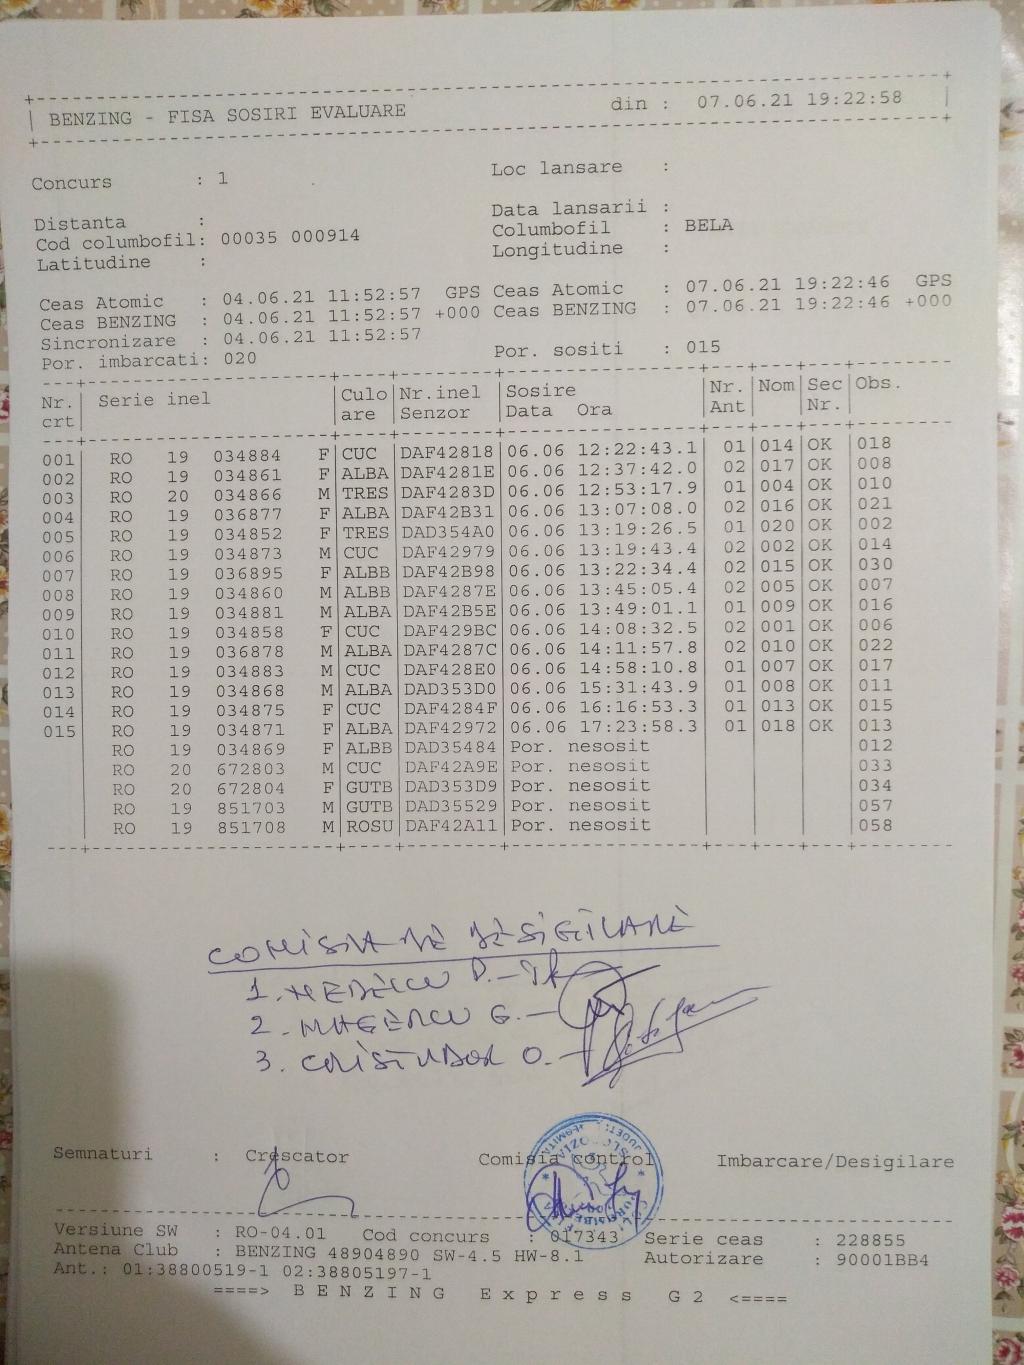 BENZING - FISA SOSIRI EVALUARE din : 07.06.21 19:22:58
Concurs : 1 Loc lansare :
Distanta : Data lansarii :
Cod columbofil: 00035 000914 Columbofil : BELA
Latitudine : Longitudine :
Ceas Atomic : 04.06.21 11:52:57 GPS Ceas Atomic : 07.06.21 19:22:46 GPS
Ceas BENZING : 04.06.21 11:52:57 +000 Ceas BENZING : 07.06.21 19:22:46 +000
Sincronizare : 04.06.21 11:52:57
Por. imbarcati: 020 Por. sositi : 015
Nr. Serie inel Culo Nr.inel Sosire Nr. Nom Sec Obs.
crt are Senzor Data Ora Ant Nr.
001 RO 19 034884 F CUC DAF42818 06.06 12:22:43.1 01 014 OK 018
002 RO 19 034861 F ALBA DAF4281E 06.06 12:37:42.0 02 017 OK 008
003 RO 20 034866 M TRES DAF4283D 06.06 12:53:17.9 01 004 OK 010
004 RO 19 036877 F ALBA DAF42B31 06.06 13:07:08.0 02 016 OK 021
005 RO 19 034852 F TRES DAD354A0 06.06 13:19:26.5 01 020 OK 002
006 RO 19 034873 M CUC DAF42979 06.06 13:19:43.4 02 002 OK 014
007 RO 19 036895 F ALBB DAF42B98 06.06 13:22:34.4 02 015 OK 030
008 RO 19 034860 M ALBB DAF4287E 06.06 13:45:05.4 02 005 OK 007
009 RO 19 034881 M ALBA DAF42B5E 06.06 13:49:01.1 01 009 OK 016
010 RO 19 034858 F CUC DAF429BC 06.06 14:08:32.5 02 001 OK 006
011 RO 19 036878 M ALBA DAF4287C 06.06 14:11:57.8 02 010 OK 022
012 RO 19 034883 M CUC DAF428E0 06.06 14:58:10.8 01 007 OK 017
013 RO 19 034868 M ALBA DAD353D0 06.06 15:31:43.9 01 008 OK 011
014 RO 19 034875 F CUC DAF4284F 06.06 16:16:53.3 01 013 OK 015
015 RO 19 034871 F ALBA DAF42972 06.06 17:23:58.3 01 018 OK 013
RO 19 034869 F ALBB DAD35484 Por. nesosit 012
RO 20 672803 M CUC DAF42A9E Por. nesosit 033
RO 20 672804 F GUTB DAD353D9 Por. nesosit 034
RO 19 851703 M GUTB DAD35529 Por. nesosit 057
RO 19 851708 M ROSU DAF42A11 Por. nesosit 058
COMISIA DE DESIGILARE
1.
2. G.
3. O.
Semnaturi : Crescator Comisia control Imbarcare/Desigilare
Versiune SW : RO-04.01 Cod concurs : 017343 Serie ceas : 228855
Antena Club : BENZING 48904890 SW-4.5 HW-8.1 Autorizare : 90001BB4
Ant.: 01:38800519-1 02:38805197-1
====> B E N Z I N G E x p r e s s G 2 <====